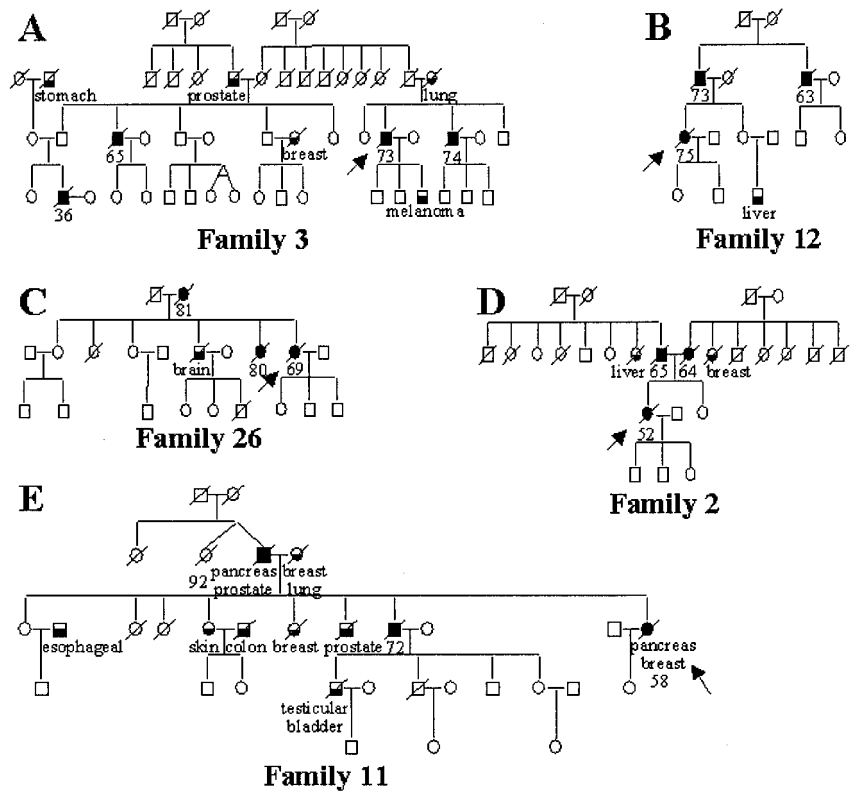 A
B
stomach
prostate
lung
73
63
65
breast
73
74
75
36
melanoma
liver
Family 3
Family 12
C
D
81
brain
80
69
liver
65
64
breast
52
Family 26
Family 2
E
92
pancreas
prostate
breast
lung
esophageal
skin
colon
breast
prostate
72
pancreas
breast
58
testicular
bladder
Family 11